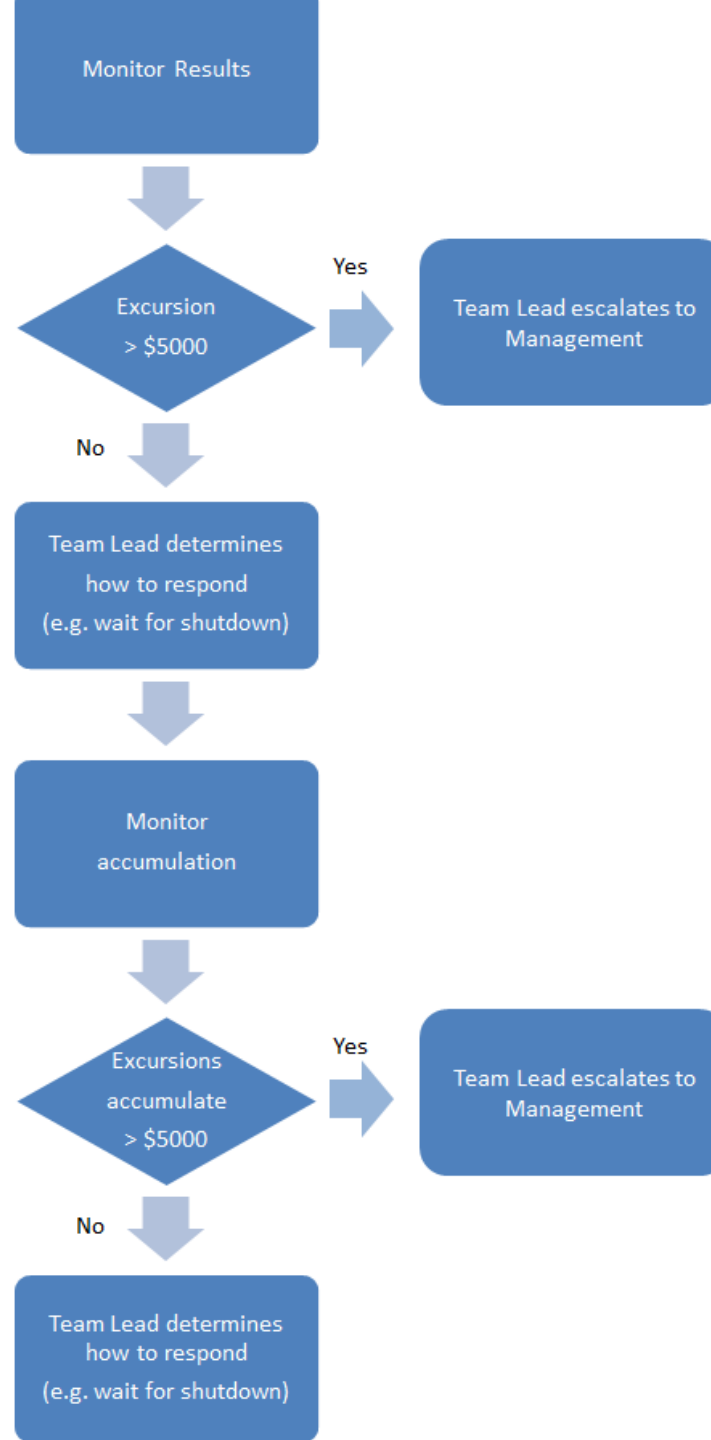 Monitor Results
Excursion
> $5000
Yes
Team Lead escalates to
Management
No
Team Lead determines
how to respond
(e.g. wait for shutdown)
Monitor
accumulation
Excursions
accumulate
> $5000
Yes
Team Lead escalates to
Management
No
Team Lead determines
how to respond
(e.g. wait for shutdown)